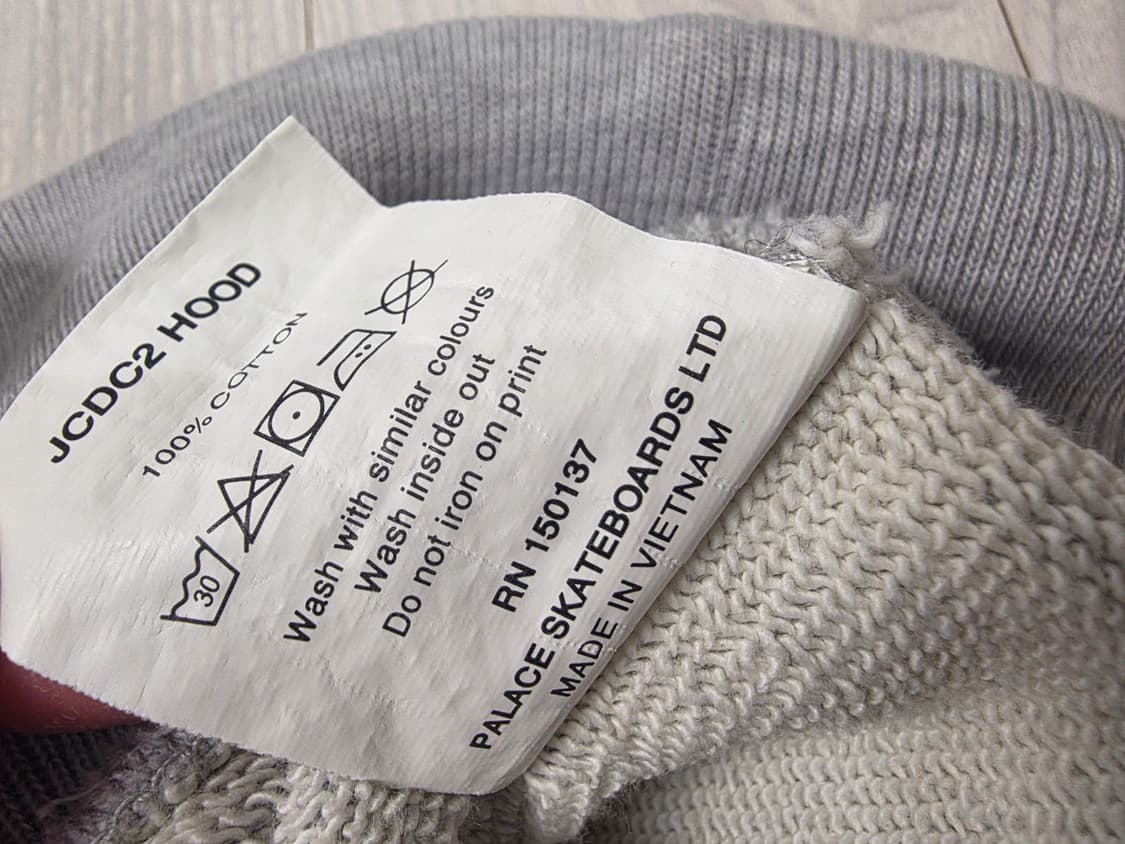 JCDC2 HOOD
100% COTTON
30
Wash with similar colours
Wash inside out
Do not iron on print
RN 150137
PALACE SKATEBOARDS LTD
MADE IN VIETNAM